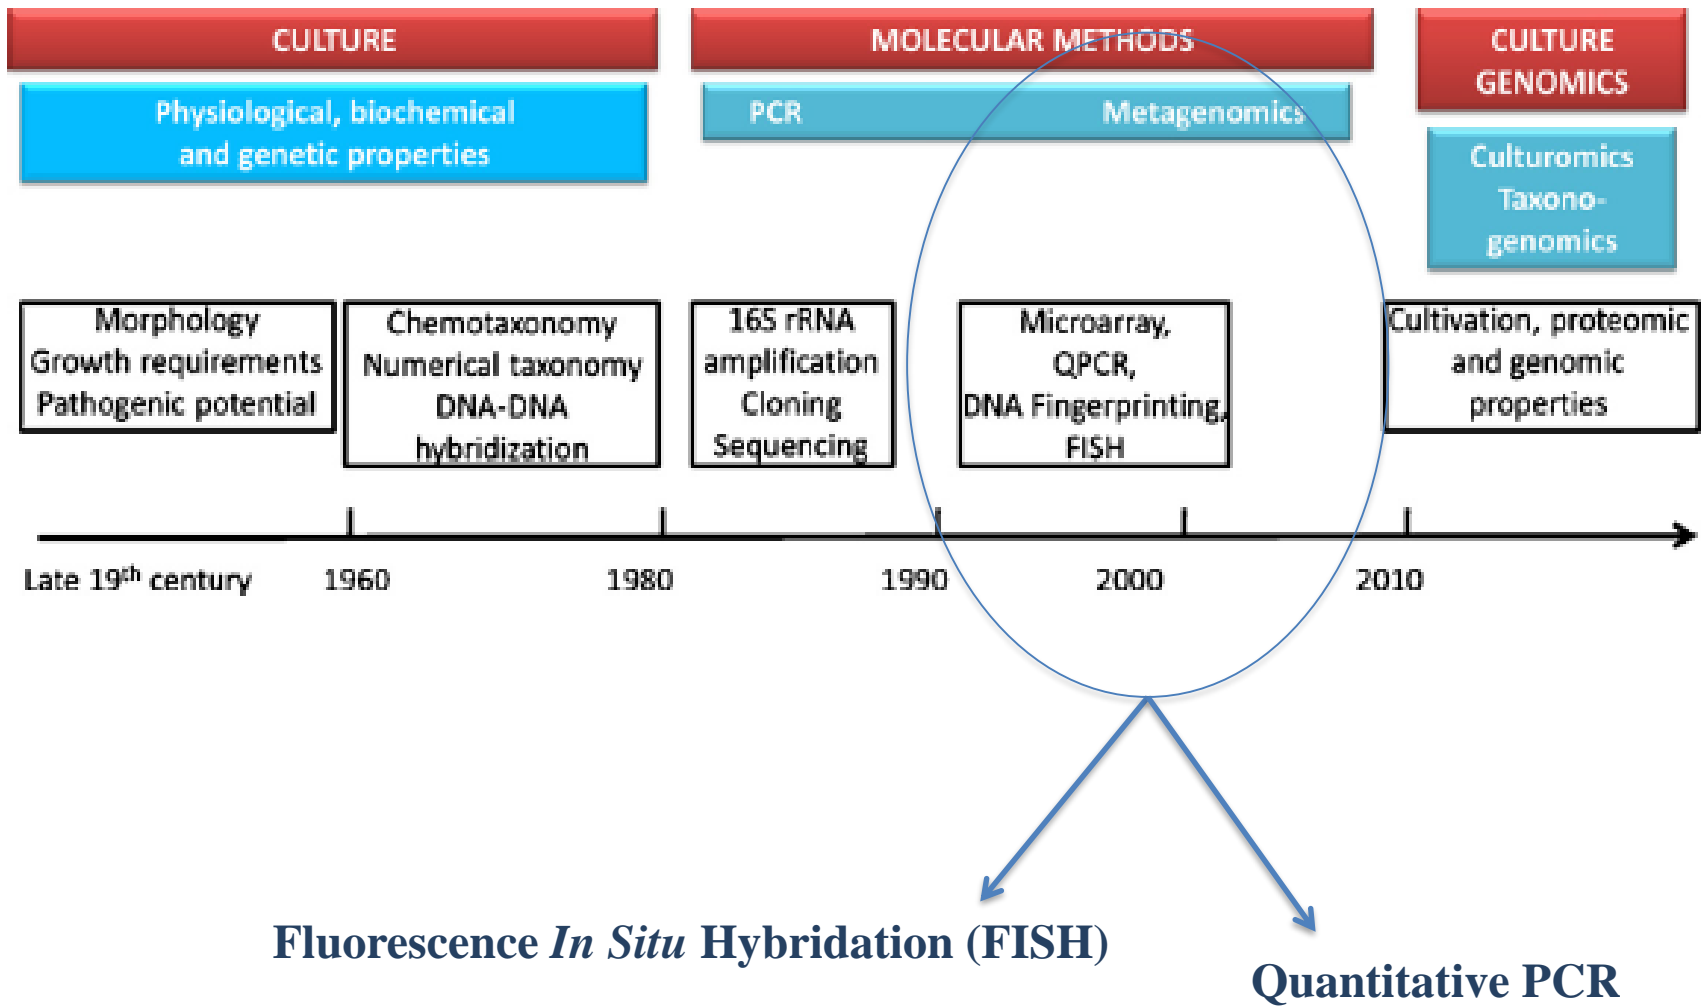 CULTURE
Physiological, biochemical
and genetic properties
MOLECULAR METHODS
PCR Metagenomics
CULTURE
GENOMICS
Culturomics
Taxono-
genomics
Morphology
Growth requirements
Pathogenic potential
Chemotaxonomy
Numerical taxonomy
DNA-DNA
hybridization
16S rRNA
amplification
Cloning
Sequencing
Microarray,
QPCR,
DNA Fingerprinting,
FISH
Cultivation, proteomic
and genomic
properties
Late 19th century 1960 1980 1990 2000 2010
Fluorescence In Situ Hybridation (FISH)
Quantitative PCR